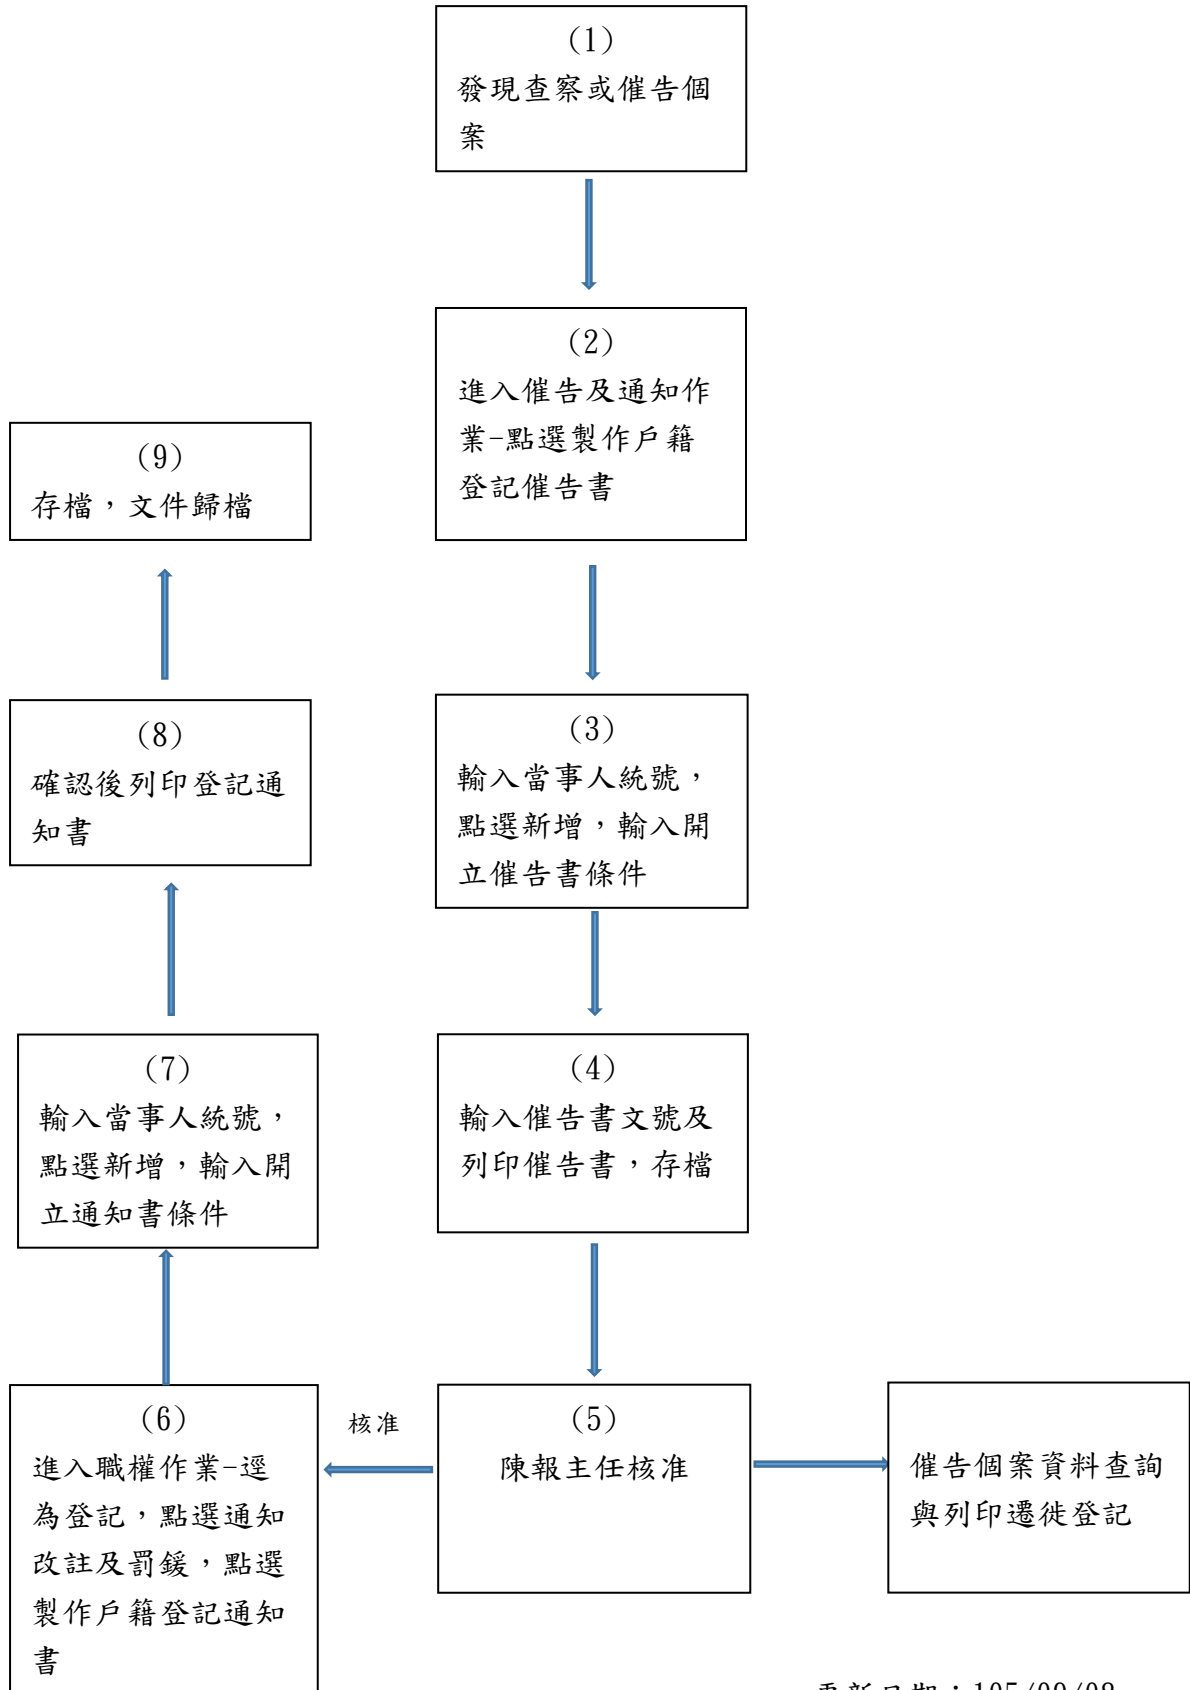 (1)
發現查察或催告個
案
(2)
進入催告及通知作
業-點選製作戶籍
登記催告書
(3)
輸入當事人統號，
點選新增，輸入開
立催告書條件
(4)
輸入催告書文號及
列印催告書，存檔
(5)
陳報主任核准
核准
(6)
進入職權作業-逕
為登記，點選通知
改註及罰鍰，點選
製作戶籍登記通知
書
(7)
輸入當事人統號，
點選新增，輸入開
立通知書條件
(8)
確認後列印登記通
知書
(9)
存檔，文件歸檔
催告個案資料查詢
與列印遷徙登記
更新日期：105/09/08